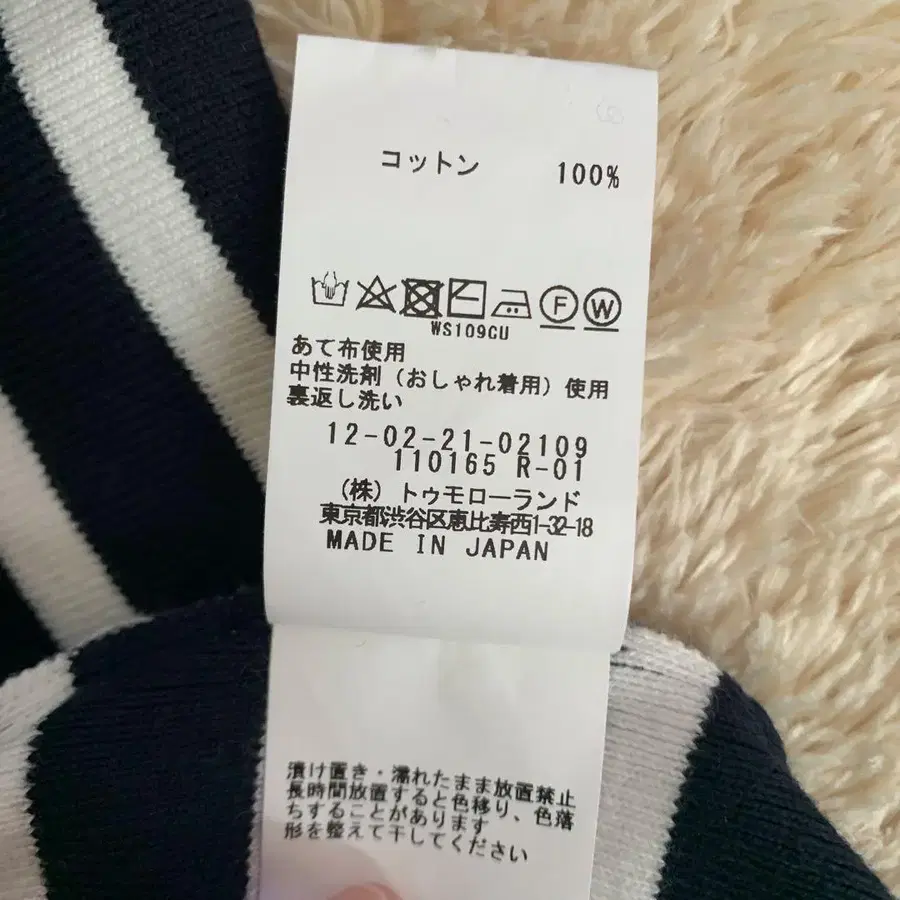 コットン 100%
F W
WS109CU
あて布使用
中性洗剤（おしゃれ着用）使用
裏返し洗い
12-02-21-02109
110165 R-01
（株）トゥモローランド
東京都渋谷区恵比寿西1-32-18
MADE IN JAPAN
漬け置き・濡れたまま放置禁止
長時間放置すると色移り、色落
ちすることがあります
形を整えて干してください